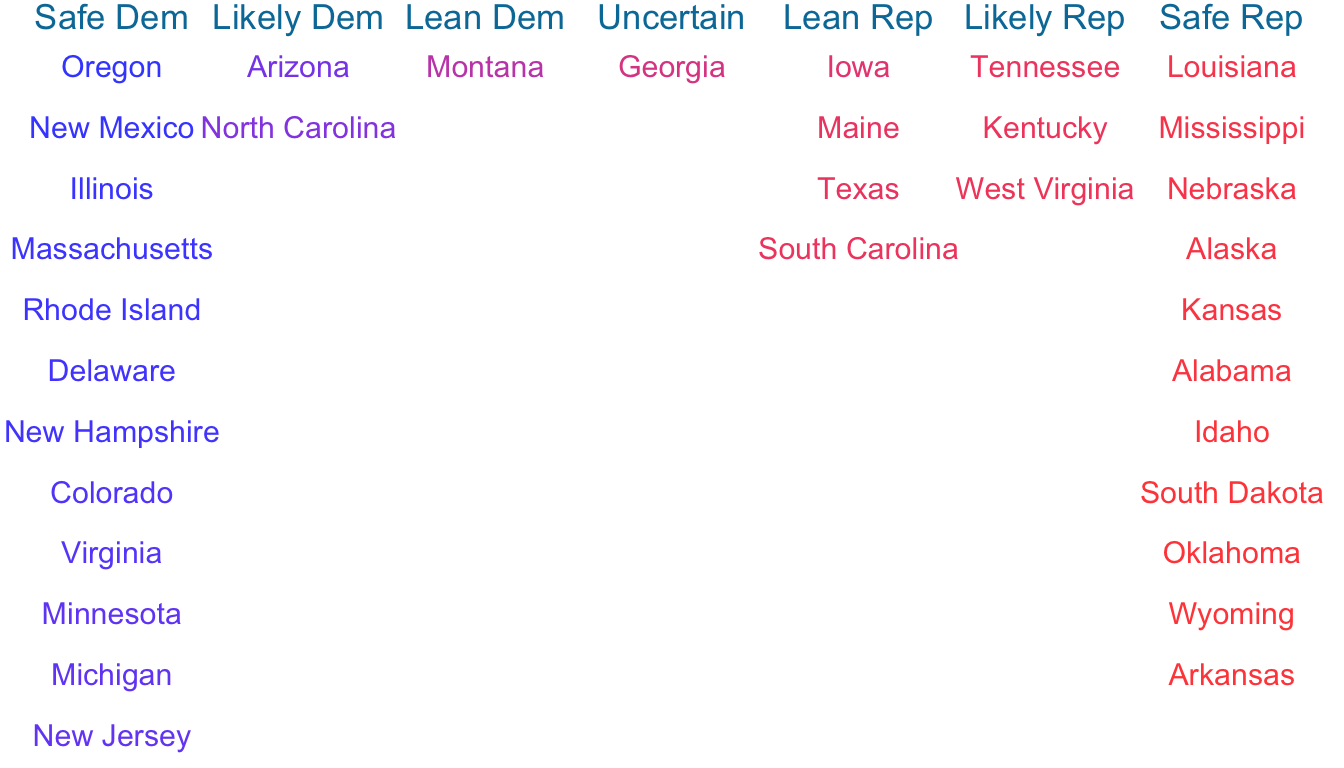 Safe Dem Likely Dem Lean Dem Uncertain Lean Rep Likely Rep Safe Rep
Oregon Arizona Montana Georgia Iowa Tennessee Louisiana
New Mexico North Carolina Maine Kentucky Mississippi
Illinois Texas West Virginia Nebraska
Massachusetts South Carolina Alaska
Rhode Island Kansas
Delaware Alabama
New Hampshire Idaho
Colorado South Dakota
Virginia Oklahoma
Minnesota Wyoming
Michigan Arkansas
New Jersey